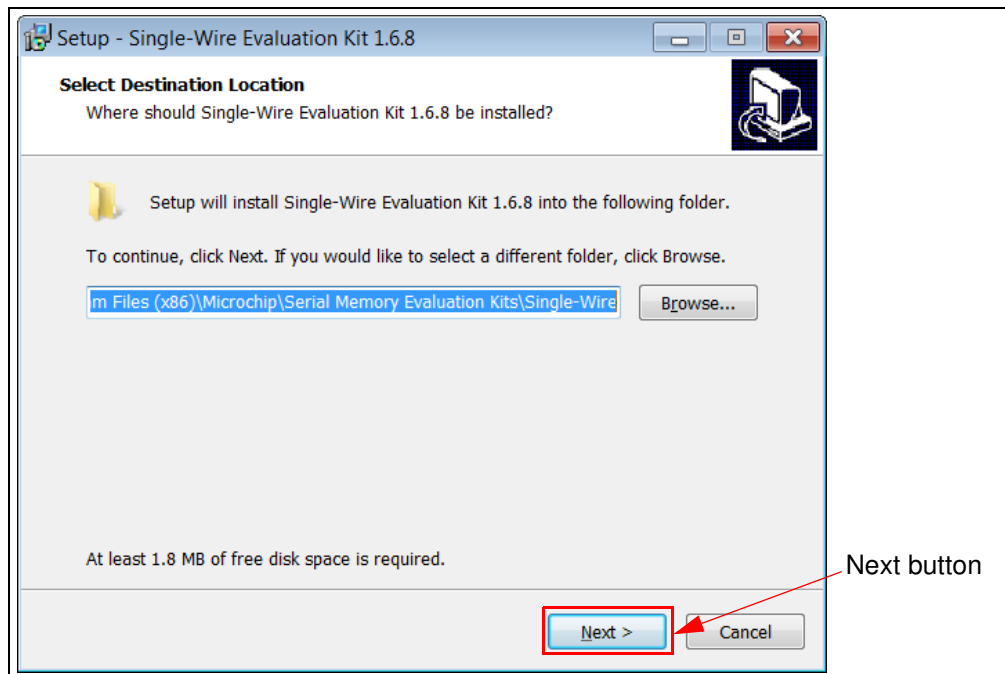 Setup - Single-Wire Evaluation Kit 1.6.8
Select Destination Location
Where should Single-Wire Evaluation Kit 1.6.8 be installed?
Setup will install Single-Wire Evaluation Kit 1.6.8 into the following folder.
To continue, click Next. If you would like to select a different folder, click Browse.
m Files (x86)\Microchip\Serial Memory Evaluation Kits\Single-Wire
Browse...
At least 1.8 MB of free disk space is required.
Next button
Next >
Cancel